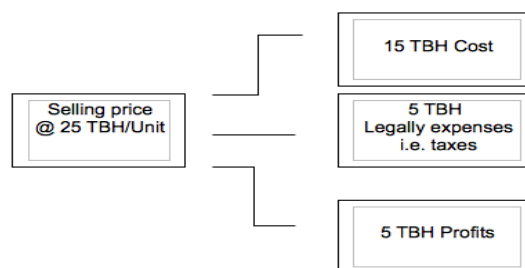 15 TBH Cost
Selling price
@ 25 TBH/Unit
5 TBH
Legally expenses
i.e. taxes
5 TBH Profits